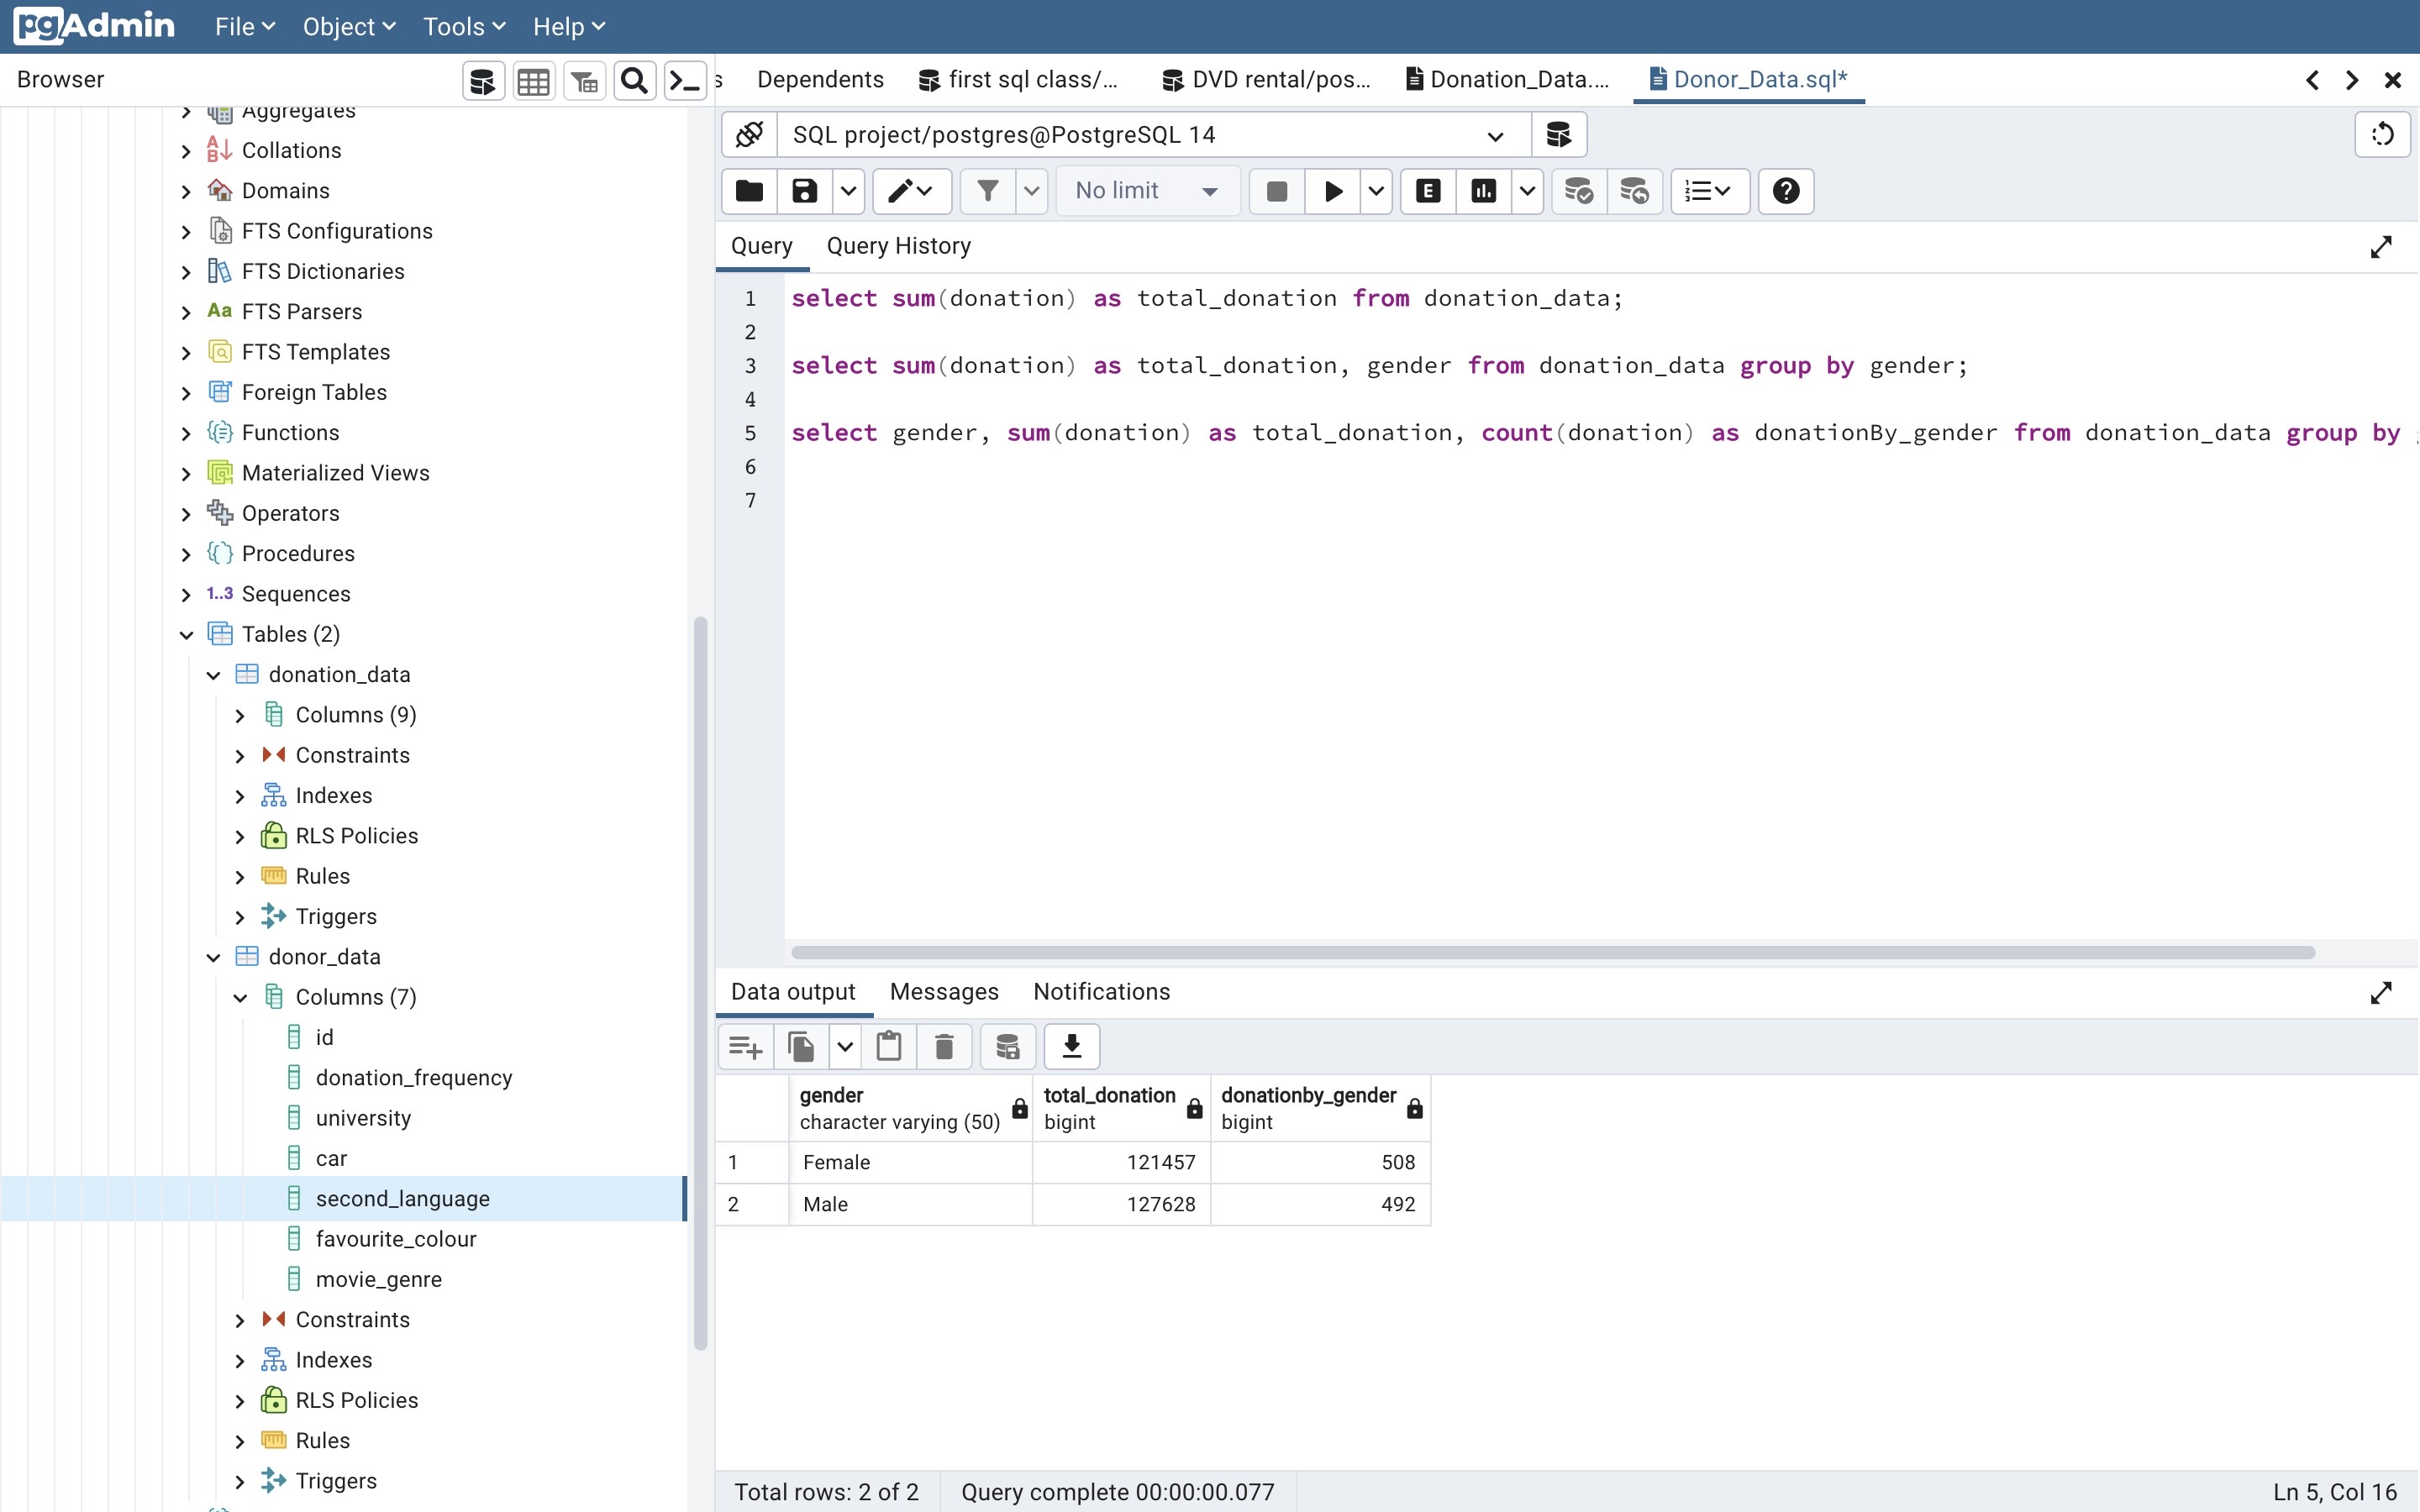 pgAdmin File Object Tools Help
Browser
s Dependents first sql class/... DVD rental/pos... Donation_Data.... Donor_Data.sql*
Aggregates
Collations
Domains
FTS Configurations
FTS Dictionaries
Aa FTS Parsers
FTS Templates
Foreign Tables
Functions
Materialized Views
Operators
Procedures
1..3 Sequences
Tables (2)
donation_data
Columns (9)
Constraints
Indexes
RLS Policies
Rules
Triggers
donor_data
Columns (7)
id
donation_frequency
university
car
second_language
favourite_colour
movie_genre
Constraints
Indexes
RLS Policies
Rules
Triggers
SQL project/postgres@PostgreSQL 14
No limit E
Query Query History
1 select sum(donation) as total_donation from donation_data;
2
3 select sum(donation) as total_donation, gender from donation_data group by gender;
4
5 select gender, sum(donation) as total_donation, count(donation) as donationBy_gender from donation_data group by
6
7
Data output Messages Notifications
gender total_donation donationby_gender
character varying (50) bigint bigint
1 Female 121457 508
2 Male 127628 492
Total rows: 2 of 2 Query complete 00:00:00.077 Ln 5, Col 16